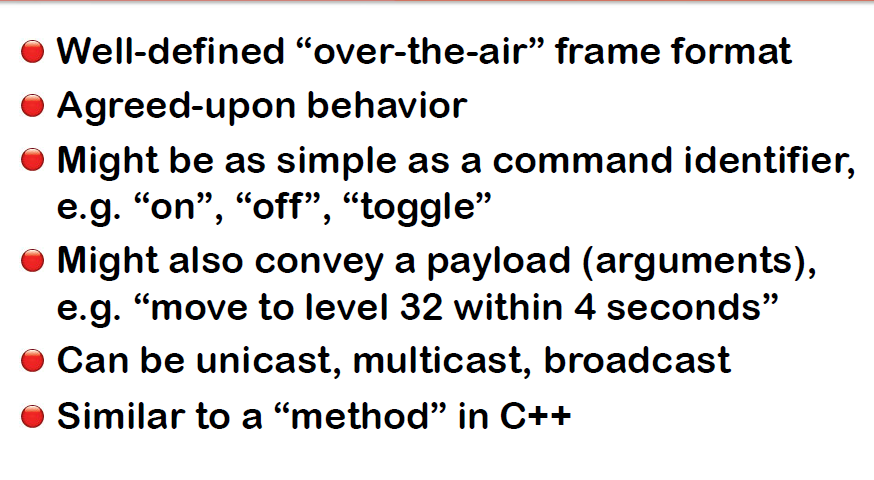 Well-defined “over-the-air” frame format
Agreed-upon behavior
Might be as simple as a command identifier,
e.g. “on”, “off”, “toggle”
Might also convey a payload (arguments),
e.g. “move to level 32 within 4 seconds”
Can be unicast, multicast, broadcast
Similar to a “method” in C++